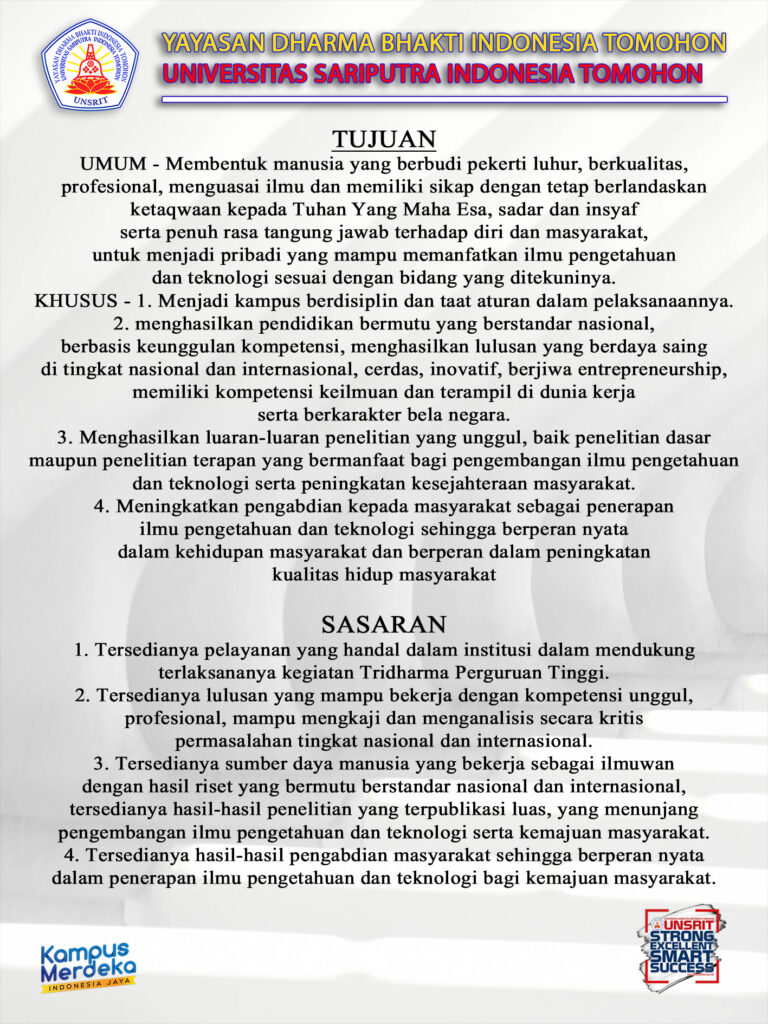 YAYASAN DHARMA BHAKTI INDONESIA TOMOHON
UNIVERSITAS SARIPUTRA INDONESIA TOMOHON
YAYASAN DHARMA BHAKTI INDONESIA TOMOHON
UNIVERSITAS SARIPUTRA INDONESIA TOMOHON
UNSRIT
TUJUAN
UMUM - Membentuk manusia yang berbudi pekerti luhur, berkualitas,
profesional, menguasai ilmu dan memiliki sikap dengan tetap berlandaskan
ketaqwaan kepada Tuhan Yang Maha Esa, sadar dan insyaf
serta penuh rasa tangung jawab terhadap diri dan masyarakat,
untuk menjadi pribadi yang mampu memanfatkan ilmu pengetahuan
dan teknologi sesuai dengan bidang yang ditekuninya.
KHUSUS - 1. Menjadi kampus berdisiplin dan taat aturan dalam pelaksanaannya.
2. menghasilkan pendidikan bermutu yang berstandar nasional,
berbasis keunggulan kompetensi, menghasilkan lulusan yang berdaya saing
di tingkat nasional dan internasional, cerdas, inovatif, berjiwa entrepreneurship,
memiliki kompetensi keilmuan dan terampil di dunia kerja
serta berkarakter bela negara.
3. Menghasilkan luaran-luaran penelitian yang unggul, baik penelitian dasar
maupun penelitian terapan yang bermanfaat bagi pengembangan ilmu pengetahuan
dan teknologi serta peningkatan kesejahteraan masyarakat.
4. Meningkatkan pengabdian kepada masyarakat sebagai penerapan
ilmu pengetahuan dan teknologi sehingga berperan nyata
dalam kehidupan masyarakat dan berperan dalam peningkatan
kualitas hidup masyarakat
SASARAN
1. Tersedianya pelayanan yang handal dalam institusi dalam mendukung
terlaksananya kegiatan Tridharma Perguruan Tinggi.
2. Tersedianya lulusan yang mampu bekerja dengan kompetensi unggul,
profesional, mampu mengkaji dan menganalisis secara kritis
permasalahan tingkat nasional dan internasional.
3. Tersedianya sumber daya manusia yang bekerja sebagai ilmuwan
dengan hasil riset yang bermutu berstandar nasional dan internasional,
tersedianya hasil-hasil penelitian yang terpublikasi luas, yang menunjang
pengembangan ilmu pengetahuan dan teknologi serta kemajuan masyarakat.
4. Tersedianya hasil-hasil pengabdian masyarakat sehingga berperan nyata
dalam penerapan ilmu pengetahuan dan teknologi bagi kemajuan masyarakat.
Kampus
Merdeka
INDONESIA JAYA
UNSRIT
STRONG
EXCELLENT
SMART
SUCCESS